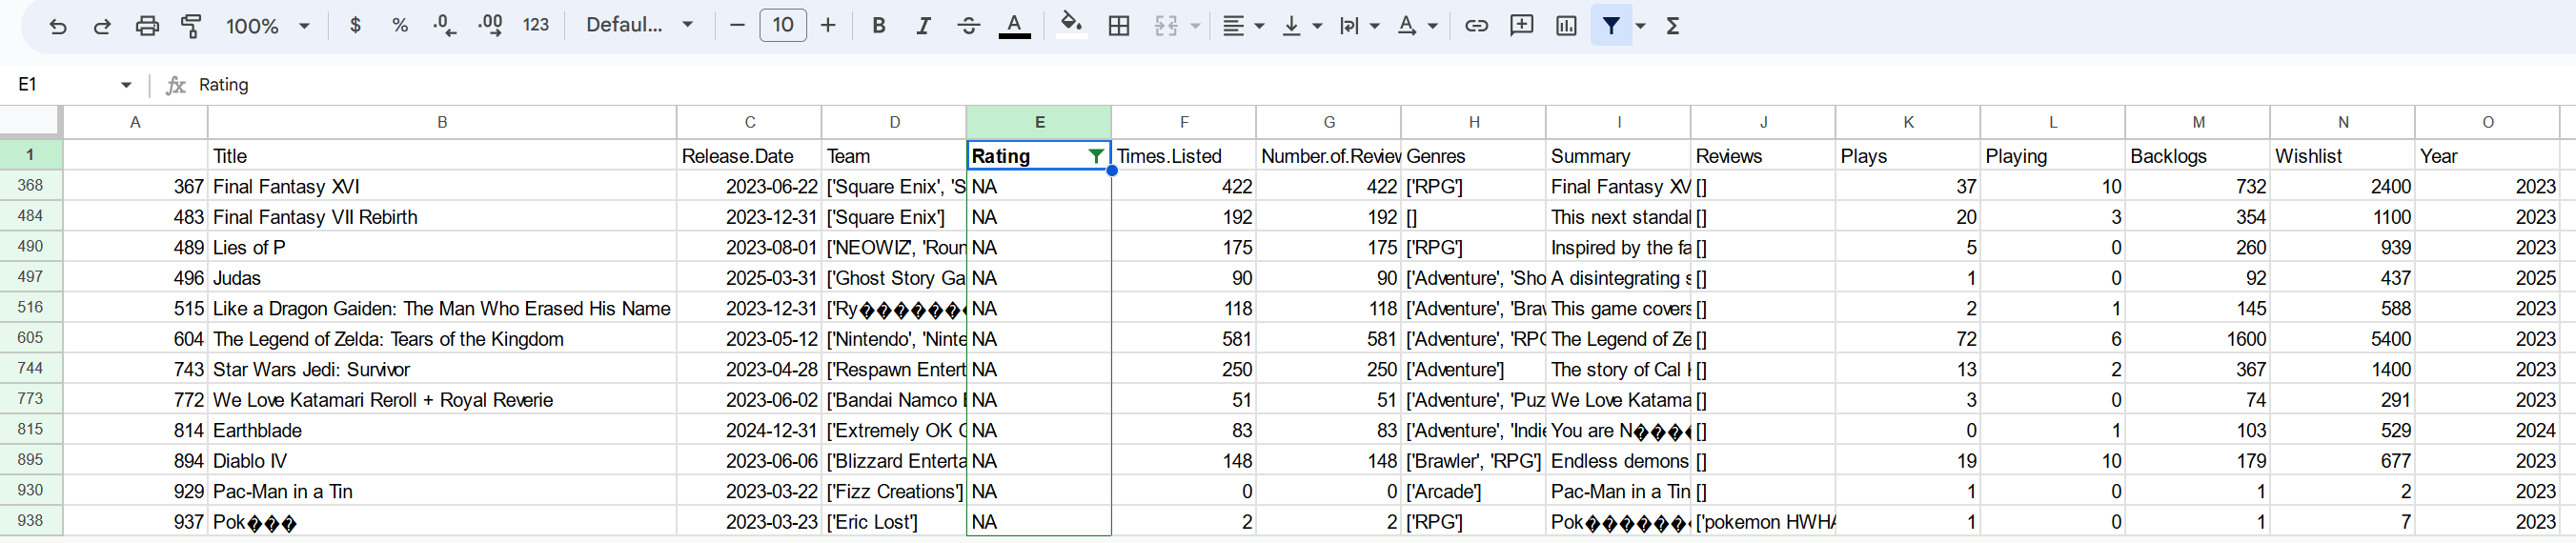 100% $ % .0 .00 123 Defaul... − 10 + B I A A Σ
E1 fx Rating
A B C D E F G H I J K L M N O
1 Title Release.Date Team Rating Times.Listed Number.of.Review Genres Summary Reviews Plays Playing Backlogs Wishlist Year
368 367 Final Fantasy XVI 2023-06-22 ['Square Enix', 'S NA 422 422 ['RPG'] Final Fantasy XV [] 37 10 732 2400 2023
484 483 Final Fantasy VII Rebirth 2023-12-31 ['Square Enix'] NA 192 192 [] This next standal [] 20 3 354 1100 2023
490 489 Lies of P 2023-08-01 ['NEOWIZ', 'Roun NA 175 175 ['RPG'] Inspired by the fa [] 5 0 260 939 2023
497 496 Judas 2025-03-31 ['Ghost Story Ga NA 90 90 ['Adventure', 'Sho A disintegrating s [] 1 0 92 437 2025
516 515 Like a Dragon Gaiden: The Man Who Erased His Name 2023-12-31 ['Ry������ NA 118 118 ['Adventure', 'Brav This game covers [] 2 1 145 588 2023
605 604 The Legend of Zelda: Tears of the Kingdom 2023-05-12 ['Nintendo', 'Ninte NA 581 581 ['Adventure', 'RPG The Legend of Ze [] 72 6 1600 5400 2023
744 743 Star Wars Jedi: Survivor 2023-04-28 ['Respawn Entert NA 250 250 ['Adventure'] The story of Cal K [] 13 2 367 1400 2023
773 772 We Love Katamari Reroll + Royal Reverie 2023-06-02 ['Bandai Namco E NA 51 51 ['Adventure', 'Puz We Love Katama [] 3 0 74 291 2023
815 814 Earthblade 2024-12-31 ['Extremely OK G NA 83 83 ['Adventure', 'Indie You are N���� [] 0 1 103 529 2024
895 894 Diablo IV 2023-06-06 ['Blizzard Enterta NA 148 148 ['Brawler', 'RPG'] Endless demons [] 19 10 179 677 2023
930 929 Pac-Man in a Tin 2023-03-22 ['Fizz Creations'] NA 0 0 ['Arcade'] Pac-Man in a Tin [] 1 0 1 2 2023
938 937 Pok��� 2023-03-23 ['Eric Lost'] NA 2 2 ['RPG'] Pok������ ['pokemon HWHA 1 0 1 7 2023